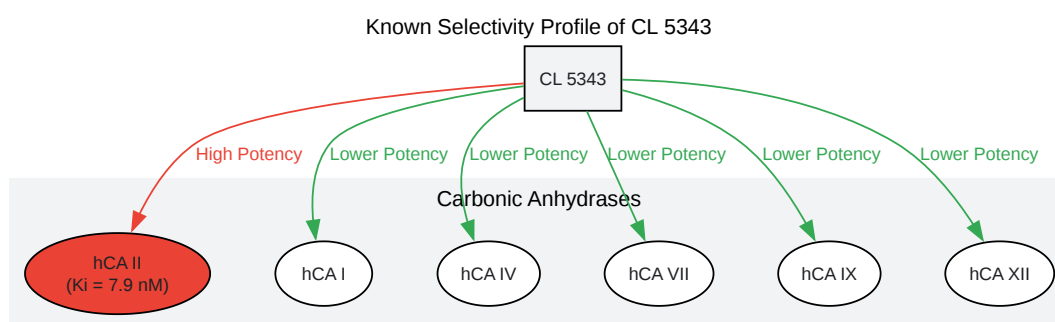 Known Selectivity Profile of CL 5343
CL 5343
High Potency
Lower Potency
Lower Potency
Lower Potency
Lower Potency
Lower Potency
Carbonic Anhydrases
hCA II
(Ki = 7.9 nM)
hCA I
hCA IV
hCA VII
hCA IX
hCA XII